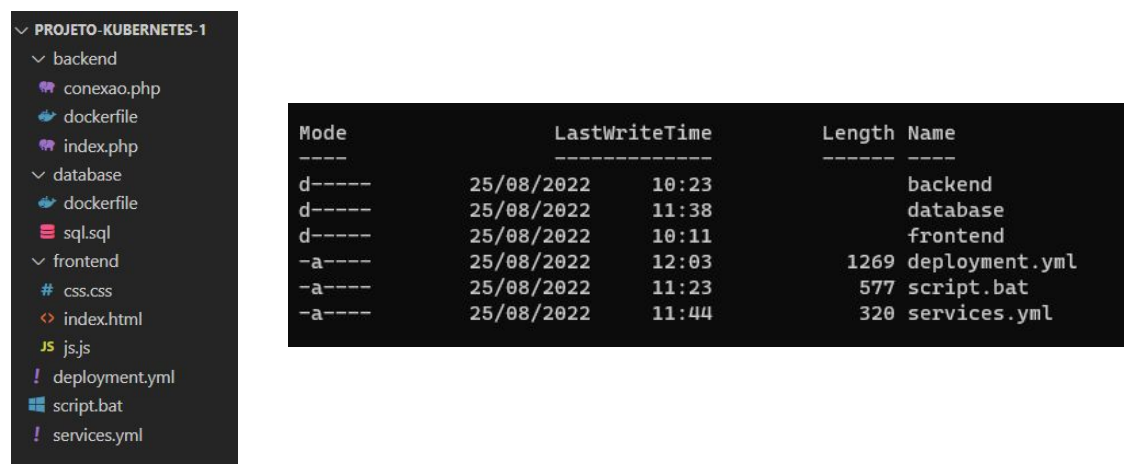 PROJETO-KUBERNETES-1
backend
conexao.php
dockerfile
index.php
database
dockerfile
sql.sql
frontend
# css.css
<> index.html
JS js.js
! deployment.yml
script.bat
! services.yml
Mode LastWriteTime Length Name
---- ------------- ------ ----
d----- 25/08/2022 10:23 backend
d----- 25/08/2022 11:38 database
d----- 25/08/2022 10:11 frontend
-a---- 25/08/2022 12:03 1269 deployment.yml
-a---- 25/08/2022 11:23 577 script.bat
-a---- 25/08/2022 11:44 320 services.yml